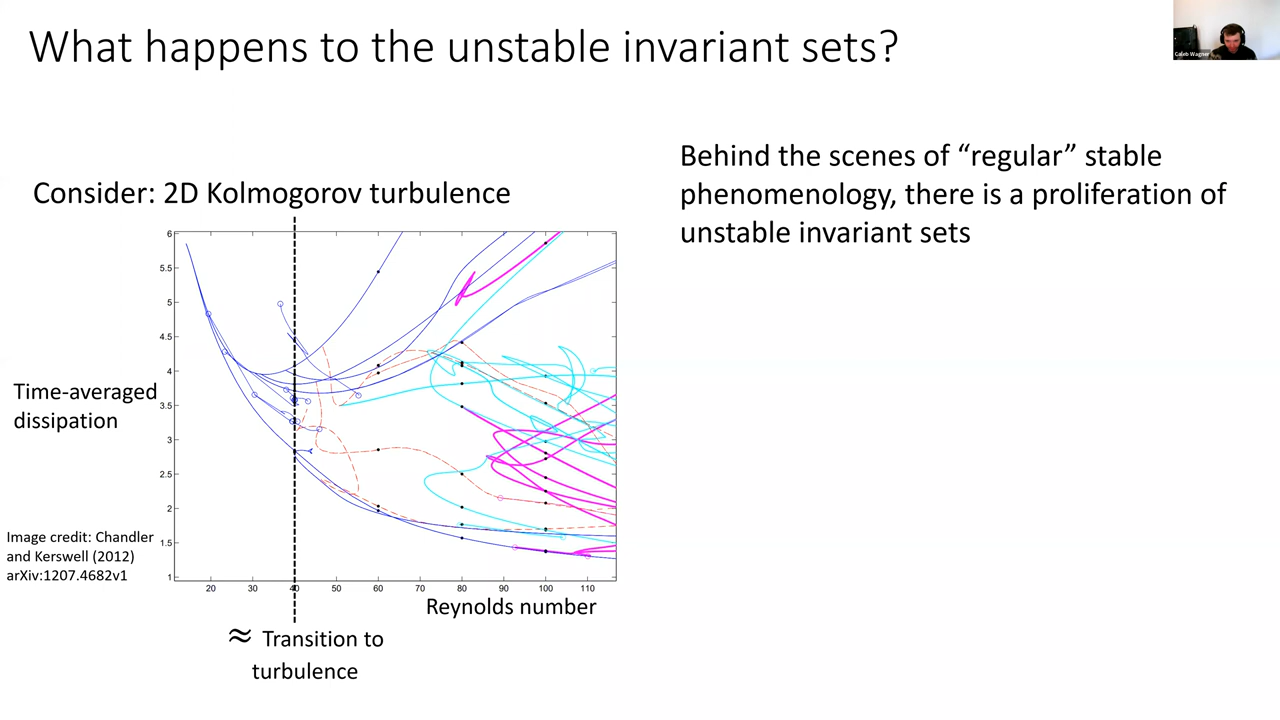 What happens to the unstable invariant sets?
Caleb Wagner
Behind the scenes of “regular” stable
phenomenology, there is a proliferation of
unstable invariant sets
Consider: 2D Kolmogorov turbulence
6
5.5
5
4.5
4
3.5
3
2.5
2
1.5
1
Time-averaged
dissipation
Image credit: Chandler
and Kerswell (2012)
arXiv:1207.4682v1
20 30 40 50 60 70 80 90 100 110
Reynolds number
≈ Transition to
turbulence